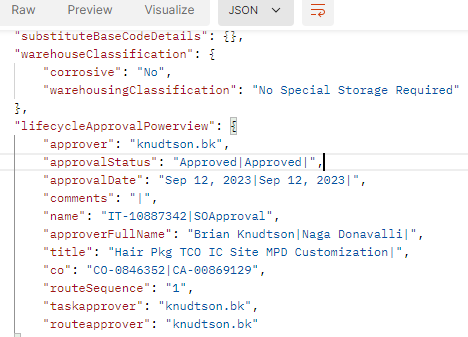 Raw Preview Visualize JSON
"substituteBaseCodeDetails": {},
"warehouseClassification": {
"corrosive": "No",
"warehousingClassification": "No Special Storage Required"
},
"lifecycleApprovalPowerview": {
"approver": "knudtson.bk",
"approvalStatus": "Approved|Approved|",
"approvalDate": "Sep 12, 2023|Sep 12, 2023|",
"comments": "|",
"name": "IT-10887342|SOApproval",
"approverFullName": "Brian Knudtson|Naga Donavalli|",
"title": "Hair Pkg TCO IC Site MPD Customization|",
"co": "CO-0846352|CA-00869129",
"routeSequence": "1",
"taskapprover": "knudtson.bk",
"routeapprover": "knudtson.bk"